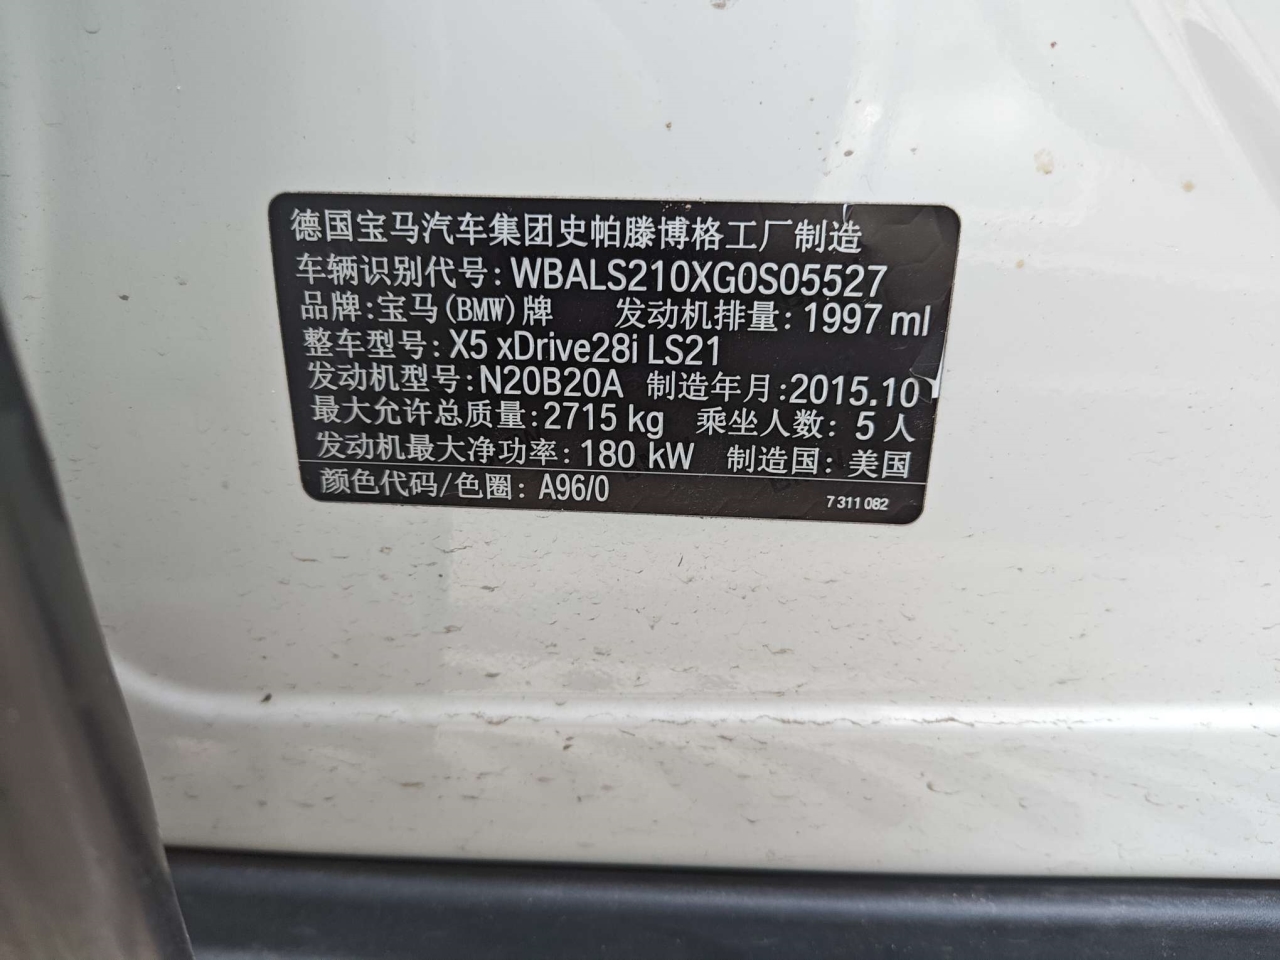 德国宝马汽车集团史帕滕博格工厂制造
车辆识别代号: WBALS210XG0S05527
品牌: 宝马(BMW)牌 发动机排量: 1997 ml
整车型号: X5 xDrive28i LS21
发动机型号: N20B20A 制造年月: 2015.10
最大允许总质量: 2715 kg 乘坐人数: 5人
发动机最大净功率: 180 kW 制造国: 美国
颜色代码/色圈: A96/0
7 311 082